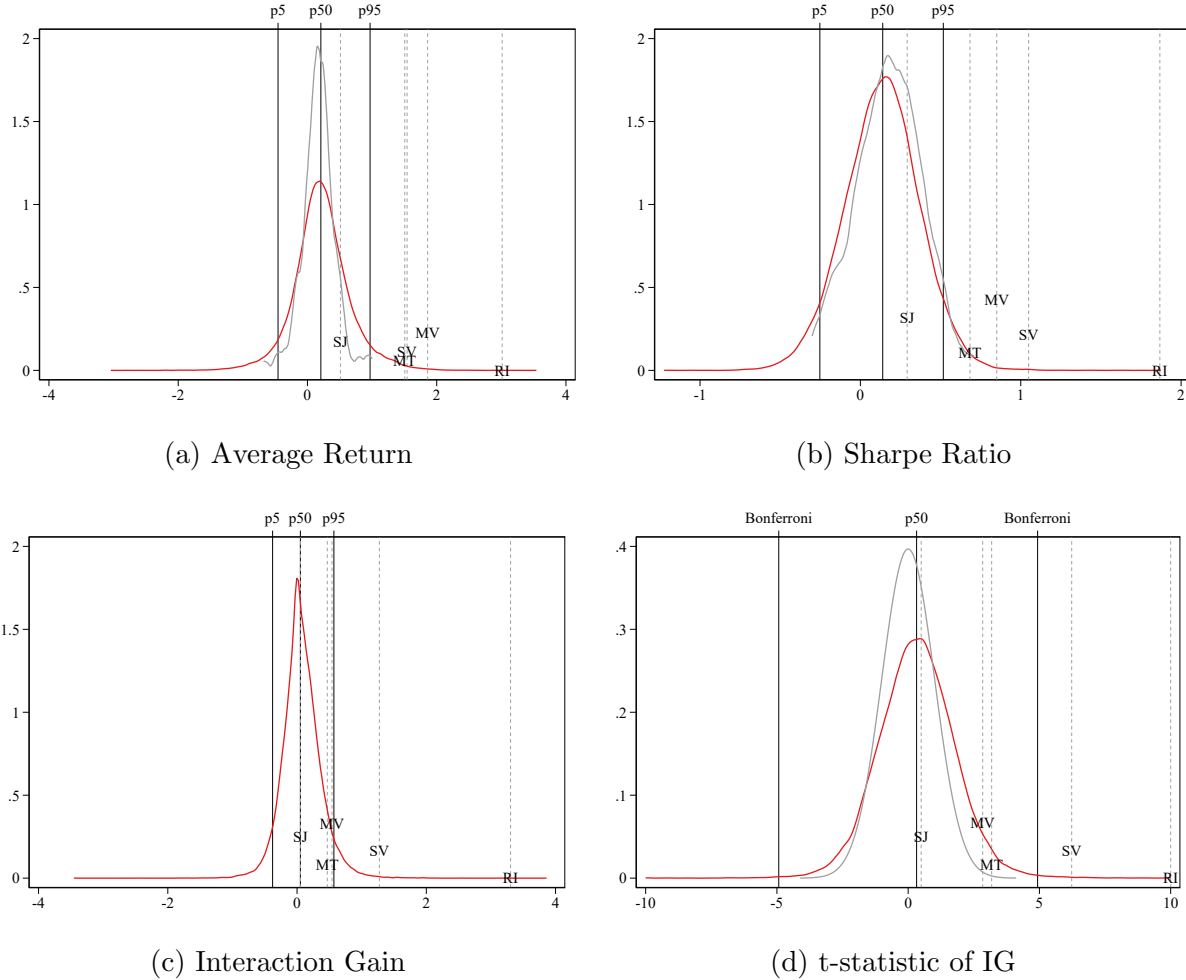 p5 p50 p95
2
1.5
1
.5
0
SJ
MV
SV
MT
RI
-4 -2 0 2 4
(a) Average Return
p5 p50 p95
2
1.5
1
.5
0
MV
SJ
SV
MT
RI
-1 0 1 2
(b) Sharpe Ratio
p5 p50 p95
2
1.5
1
.5
0
MV
SJ
SV
MT
RI
-4 -2 0 2 4
(c) Interaction Gain
Bonferroni p50 Bonferroni
.4
.3
.2
.1
0
MV
SJ
SV
MT
RI
-10 -5 0 5 10
(d) t-statistic of IG